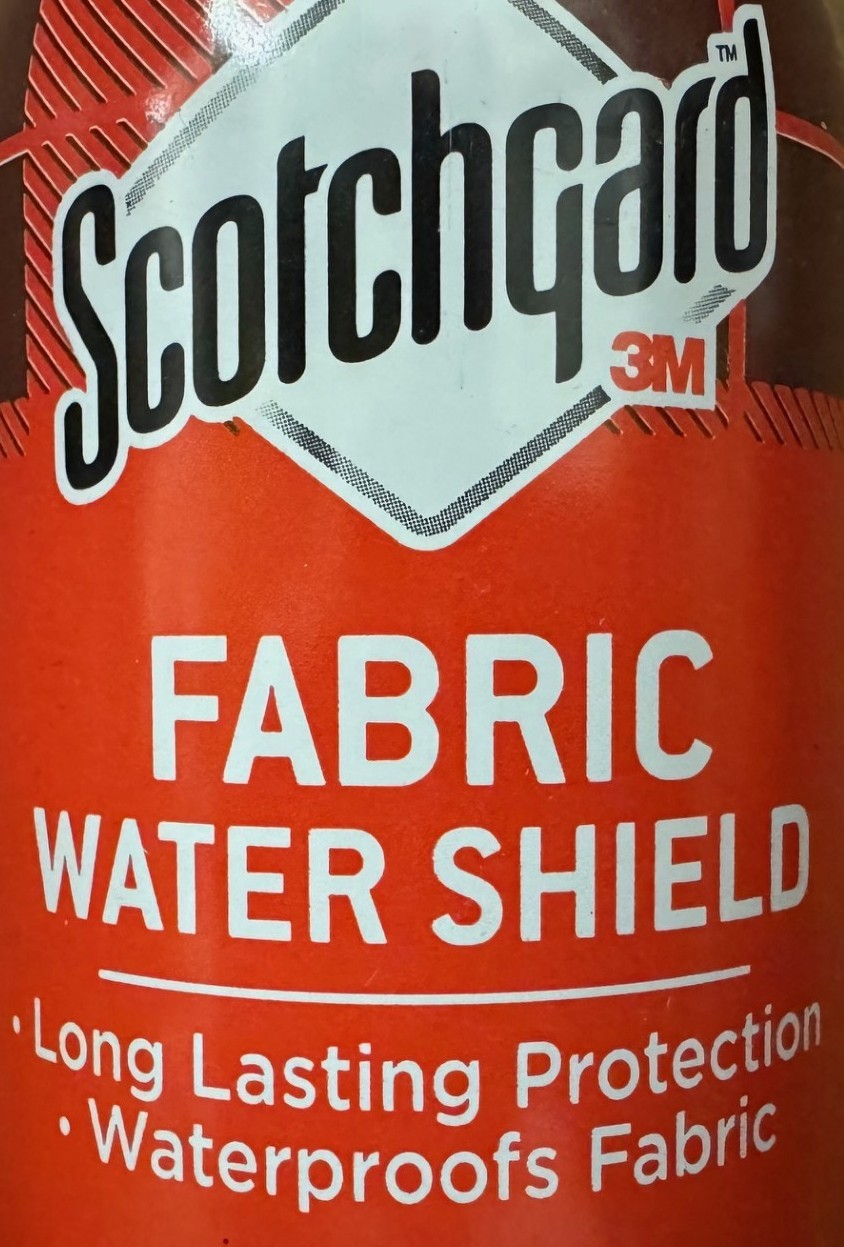 Scotchgard™
3M
FABRIC
WATER SHIELD
· Long Lasting Protection
· Waterproofs Fabric